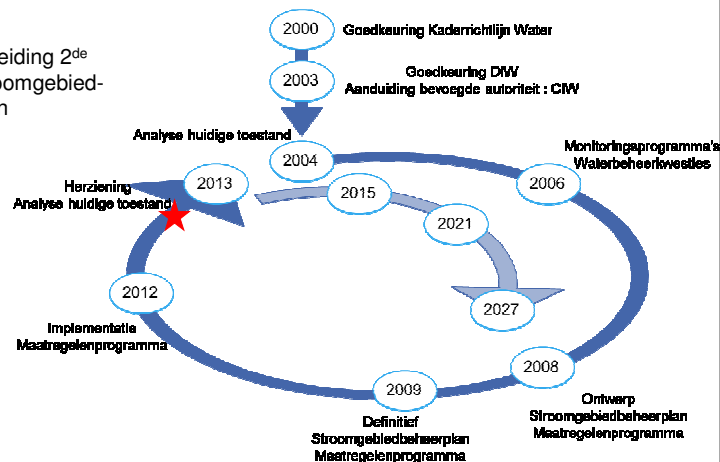 2000
Goedkeuring Kaderrichtlijn Water
eiding 2de
oomgebied-
n
2003
Goedkeuring DIW
Aanduiding bevoegde autoriteit : CIW
Analyse huidige toestand
2004
Monitoringsprogramma's
Waterbeheerkwesties
2006
Herziening
Analyse huidige toestand
2013
2015
2021
2027
2012
Implementatie
Maatregelenprogramma
2008
Ontwerp
Stroomgebiedbeheerplan
Maatregelenprogramma
2009
Definitief
Stroomgebiedbeheerplan
Maatregelenprogramma